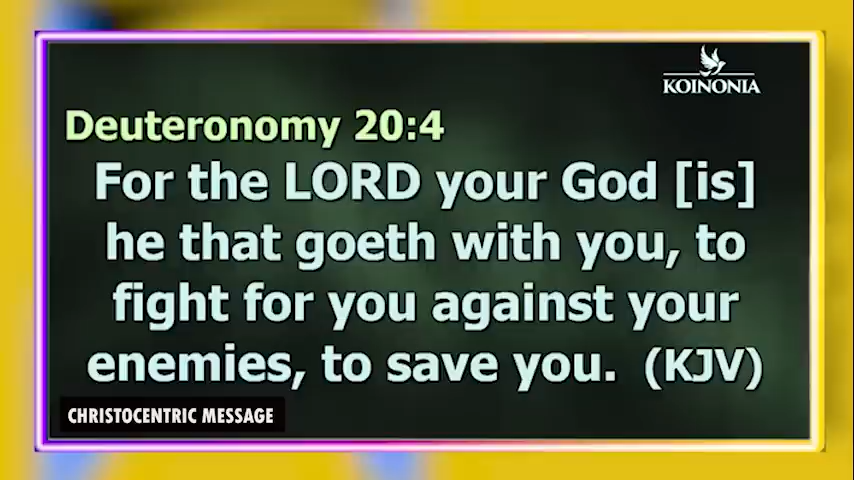 KOINONIA
Deuteronomy 20:4
For the LORD your God [is]
he that goeth with you, to
fight for you against your
enemies, to save you. (KJV)
CHRISTOCENTRIC MESSAGE